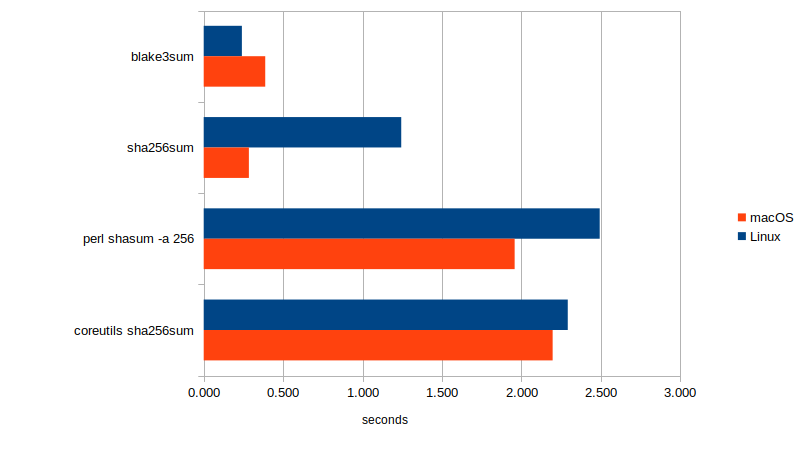 blake3sum
sha256sum
perl shasum -a 256
coreutils sha256sum
macOS
Linux
0.000 0.500 1.000 1.500 2.000 2.500 3.000
seconds